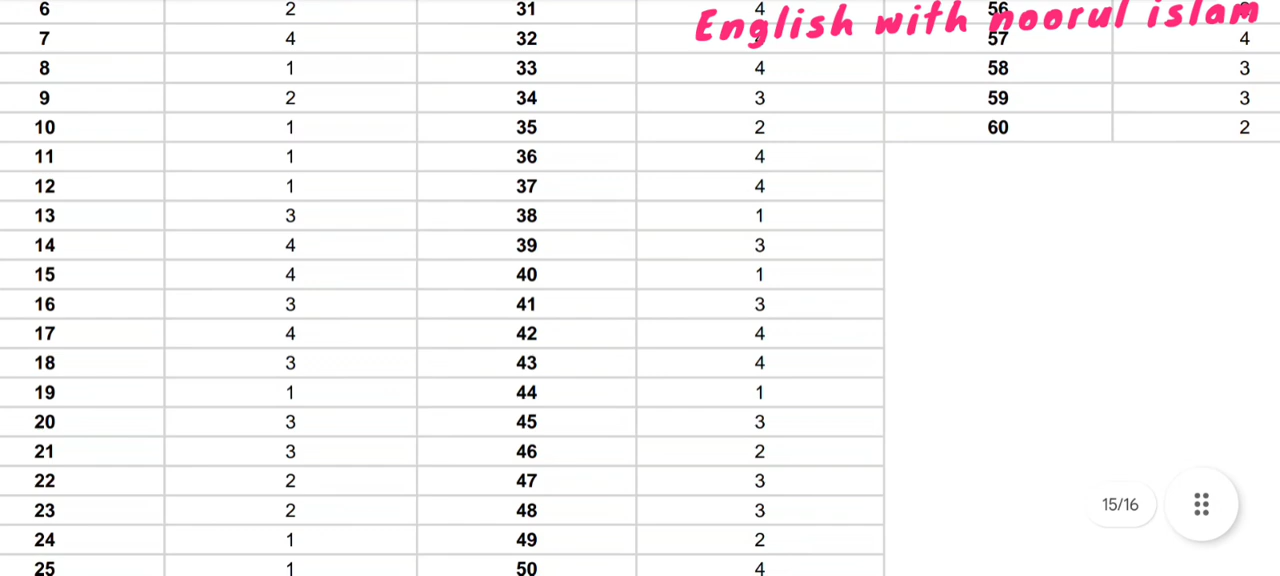 English with noorul islam
6 2 31 4 56
7 4 32 57 4
8 1 33 4 58 3
9 2 34 3 59 3
10 1 35 2 60 2
11 1 36 4
12 1 37 4
13 3 38 1
14 4 39 3
15 4 40 1
16 3 41 3
17 4 42 4
18 3 43 4
19 1 44 1
20 3 45 3
21 3 46 2
22 2 47 3
23 2 48 3
24 1 49 2
25 1 50 4
15/16